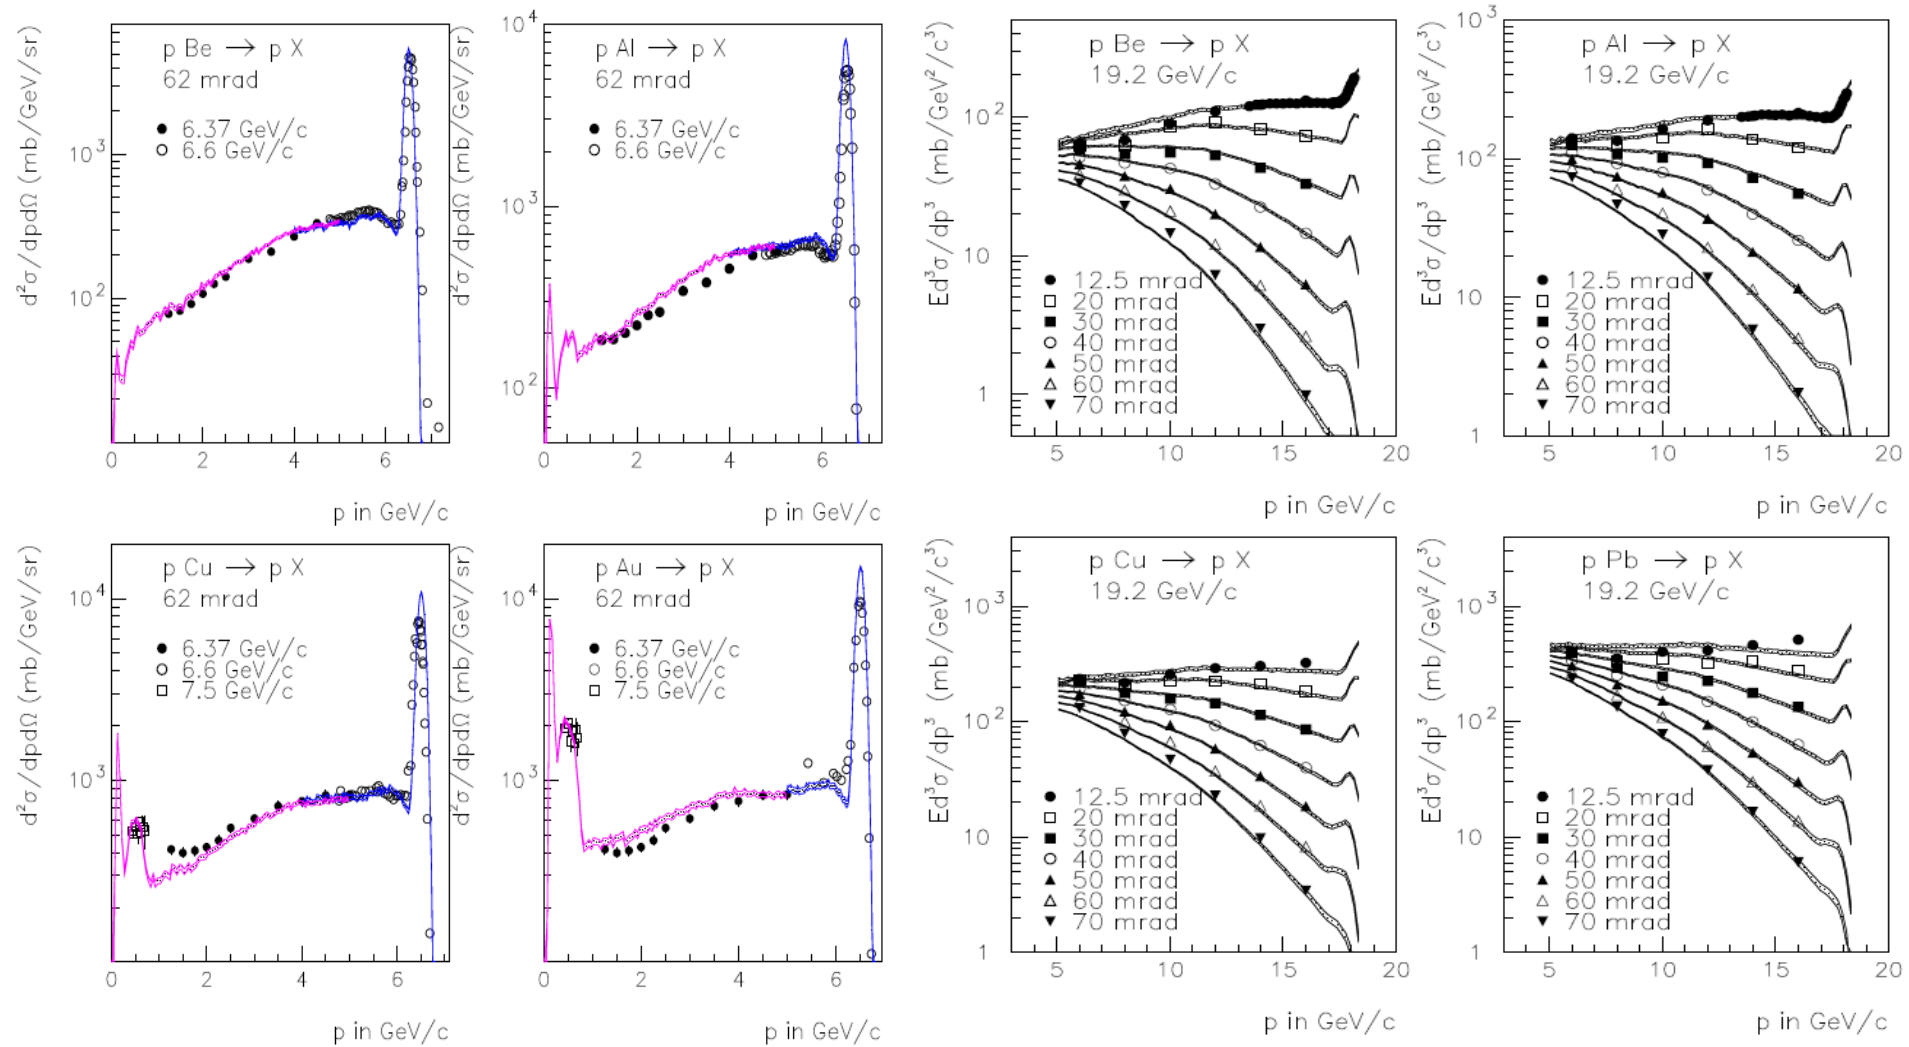 d²σ/dpdΩ (mb/GeV/sr)
p Be → p X
62 mrad
● 6.37 GeV/c
○ 6.6 GeV/c
10³
10²
0 2 4 6
p in GeV/c
d²σ/dpdΩ (mb/GeV/sr)
p Al → p X
62 mrad
● 6.37 GeV/c
○ 6.6 GeV/c
10⁴
10³
10²
0 2 4 6
p in GeV/c
Ed³σ/dp³ (mb/GeV²/c³)
p Be → p X
19.2 GeV/c
10²
10
1
● 12.5 mrad
□ 20 mrad
■ 30 mrad
○ 40 mrad
▲ 50 mrad
△ 60 mrad
▼ 70 mrad
5 10 15 20
p in GeV/c
Ed³σ/dp³ (mb/GeV²/c³)
p Al → p X
19.2 GeV/c
10³
10²
10
1
● 12.5 mrad
□ 20 mrad
■ 30 mrad
○ 40 mrad
▲ 50 mrad
△ 60 mrad
▼ 70 mrad
5 10 15 20
p in GeV/c
d²σ/dpdΩ (mb/GeV/sr)
p Cu → p X
62 mrad
● 6.37 GeV/c
○ 6.6 GeV/c
□ 7.5 GeV/c
10⁴
10³
0 2 4 6
p in GeV/c
d²σ/dpdΩ (mb/GeV/sr)
p Au → p X
62 mrad
● 6.37 GeV/c
○ 6.6 GeV/c
□ 7.5 GeV/c
10⁴
10³
0 2 4 6
p in GeV/c
Ed³σ/dp³ (mb/GeV²/c³)
p Cu → p X
19.2 GeV/c
10³
10²
10
1
● 12.5 mrad
□ 20 mrad
■ 30 mrad
○ 40 mrad
▲ 50 mrad
△ 60 mrad
▼ 70 mrad
5 10 15 20
p in GeV/c
Ed³σ/dp³ (mb/GeV²/c³)
p Pb → p X
19.2 GeV/c
10³
10²
10
1
● 12.5 mrad
□ 20 mrad
■ 30 mrad
○ 40 mrad
▲ 50 mrad
△ 60 mrad
▼ 70 mrad
5 10 15 20
p in GeV/c